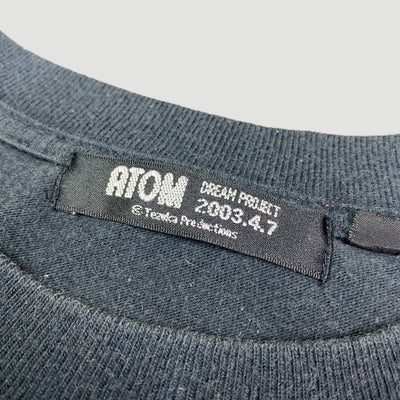 ATOM
DREAM PROJECT
2003.4.7
© Tezuka Productions